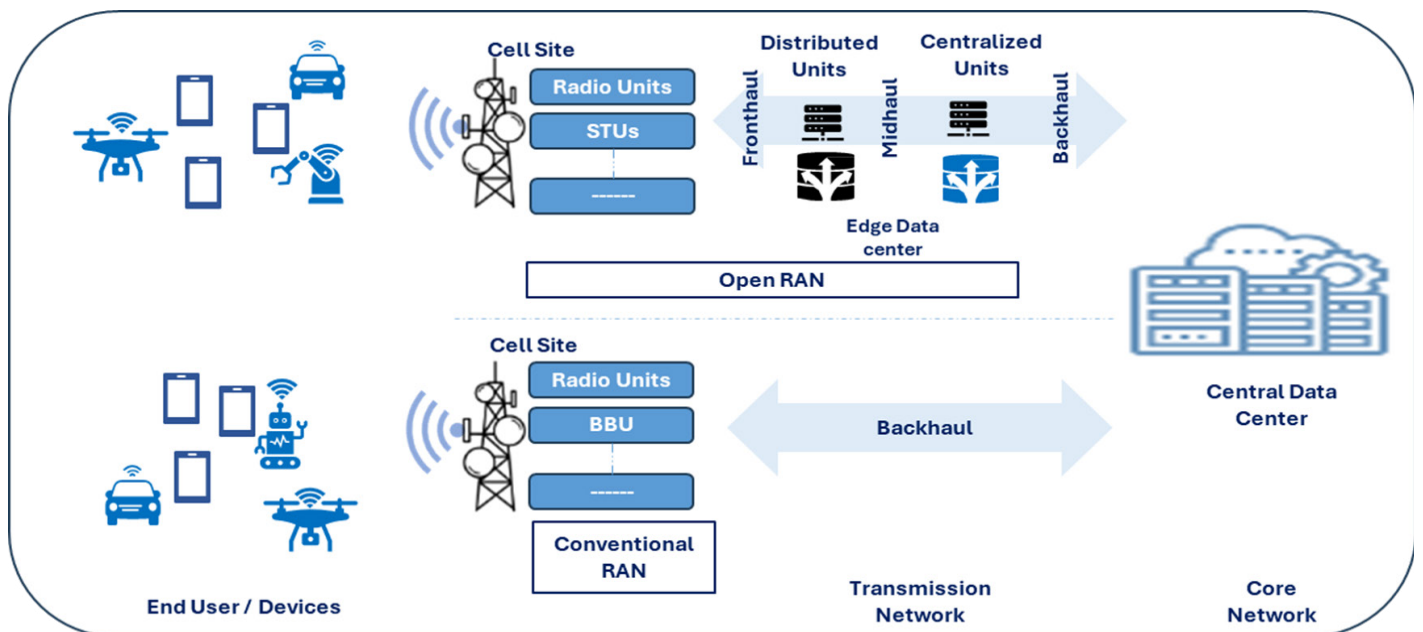 Cell Site
Radio Units
STUs
------
Fronthaul
Distributed
Units
Midhaul
Centralized
Units
Backhaul
Edge Data
center
Open RAN
Cell Site
Radio Units
BBU
------
Conventional
RAN
Backhaul
Central Data
Center
End User / Devices
Transmission
Network
Core
Network